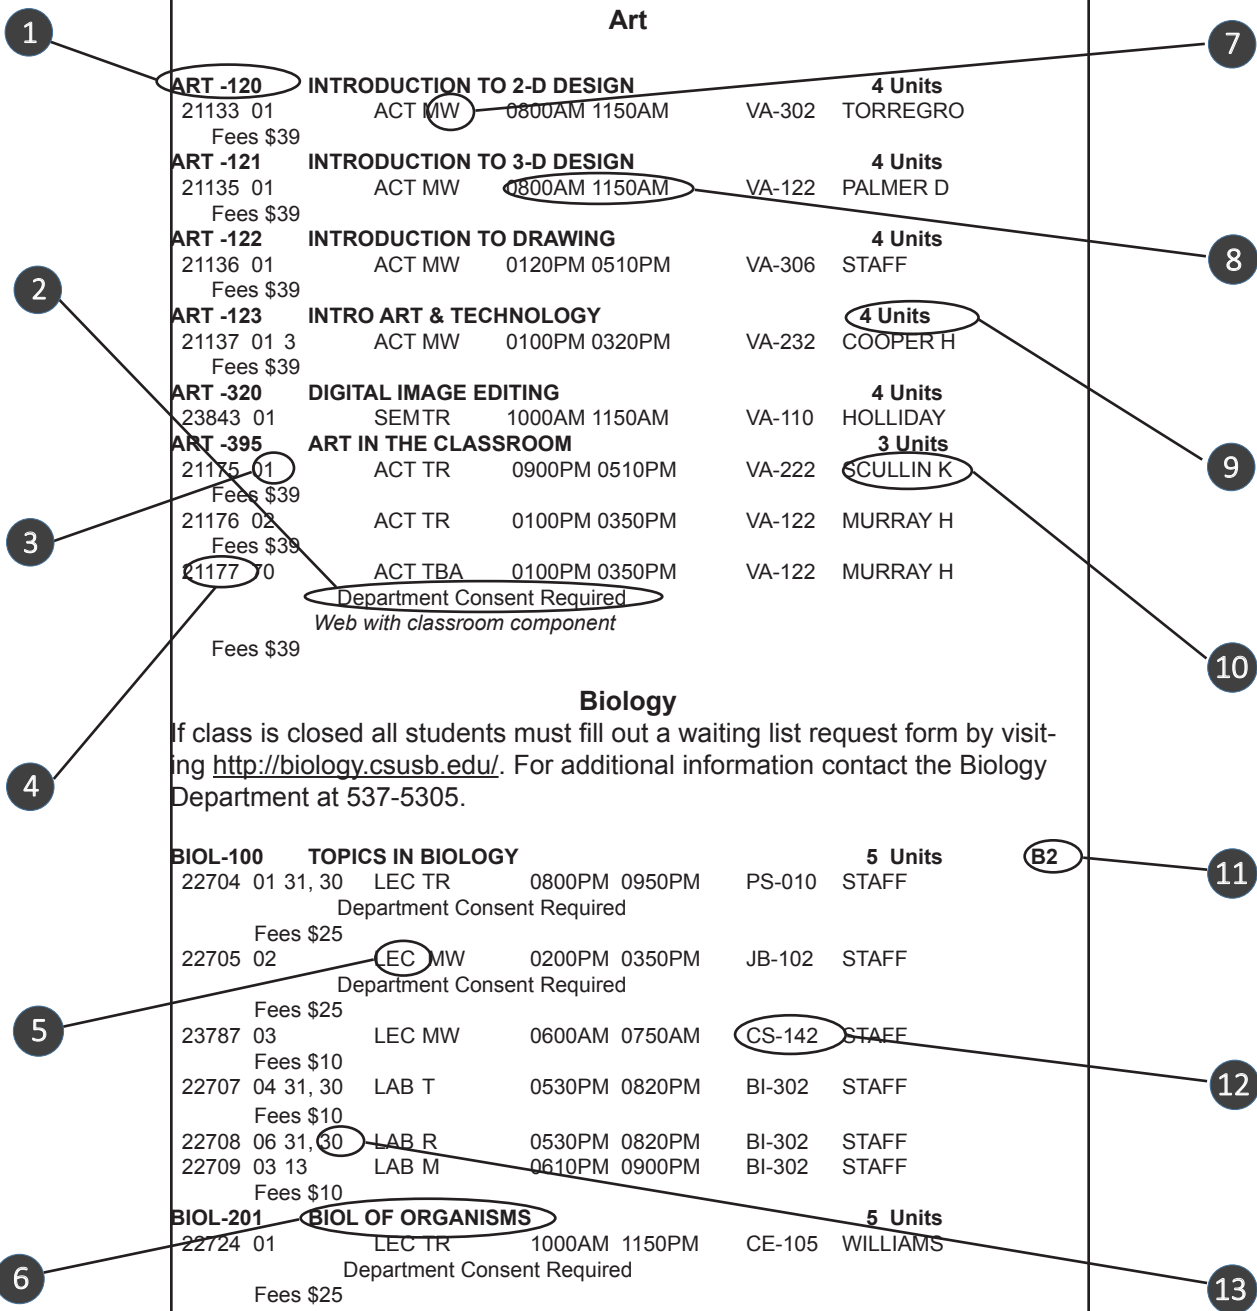 Art
1
7
ART -120 INTRODUCTION TO 2-D DESIGN 4 Units
21133 01 ACT MW 0800AM 1150AM VA-302 TORREGRO
Fees $39
ART -121 INTRODUCTION TO 3-D DESIGN 4 Units
21135 01 ACT MW 0800AM 1150AM VA-122 PALMER D
Fees $39
ART -122 INTRODUCTION TO DRAWING 4 Units
21136 01 ACT MW 0120PM 0510PM VA-306 STAFF
8
Fees $39
2
ART -123 INTRO ART & TECHNOLOGY 4 Units
21137 01 3 ACT MW 0100PM 0320PM VA-232 COOPER H
Fees $39
ART -320 DIGITAL IMAGE EDITING 4 Units
23843 01 SEM TR 1000AM 1150AM VA-110 HOLLIDAY
ART -395 ART IN THE CLASSROOM 3 Units
21175 01 ACT TR 0900PM 0510PM VA-222 SCULLIN K
9
Fees $39
21176 02 ACT TR 0100PM 0350PM VA-122 MURRAY H
3
Fees $39
21177 70 ACT TBA 0100PM 0350PM VA-122 MURRAY H
Department Consent Required
Web with classroom component
Fees $39
10
Biology
If class is closed all students must fill out a waiting list request form by visit-
ing http://biology.csusb.edu/. For additional information contact the Biology
4
Department at 537-5305.
BIOL-100 TOPICS IN BIOLOGY 5 Units B2
11
22704 01 31, 30 LEC TR 0800PM 0950PM PS-010 STAFF
Department Consent Required
Fees $25
22705 02 LEC MW 0200PM 0350PM JB-102 STAFF
Department Consent Required
Fees $25
5
23787 03 LEC MW 0600AM 0750AM CS-142 STAFF
Fees $10
22707 04 31, 30 LAB T 0530PM 0820PM BI-302 STAFF
12
Fees $10
22708 06 31, 30 LAB R 0530PM 0820PM BI-302 STAFF
22709 03 13 LAB M 0610PM 0900PM BI-302 STAFF
Fees $10
BIOL-201 BIOL OF ORGANISMS 5 Units
22724 01 LEC TR 1000AM 1150PM CE-105 WILLIAMS
Department Consent Required
6
13
Fees $25